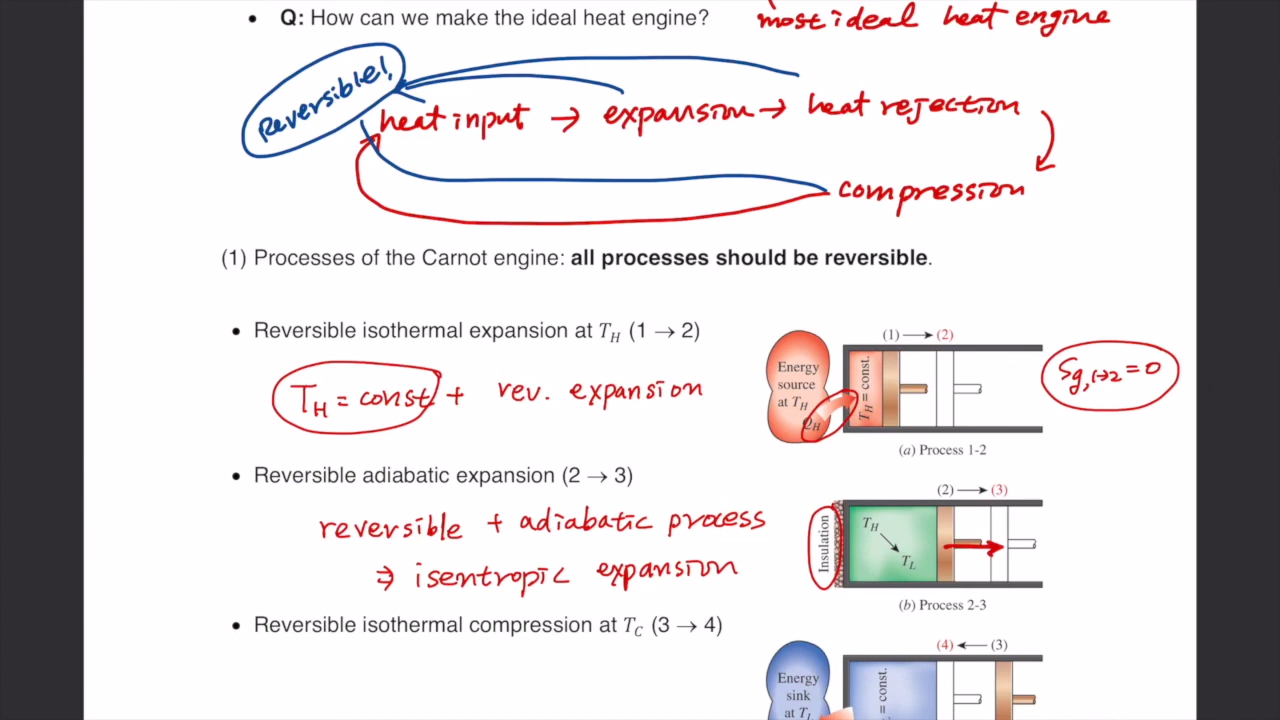 • Q: How can we make the ideal heat engine?
most ideal heat engine
Reversible!
heat input → expansion → heat rejection
compression
(1) Processes of the Carnot engine: all processes should be reversible.
• Reversible isothermal expansion at T_H (1 → 2)
T_H = const + rev. expansion
(1) → (2)
Energy
source
at T_H
Q_H
T_H = const.
S_g,1→2 = 0
(a) Process 1-2
• Reversible adiabatic expansion (2 → 3)
reversible + adiabatic process
⇒ isentropic expansion
(2) → (3)
Insulation
T_H
T_L
(b) Process 2-3
• Reversible isothermal compression at T_C (3 → 4)
(4) ← (3)
Energy
sink
at T_L
= const.